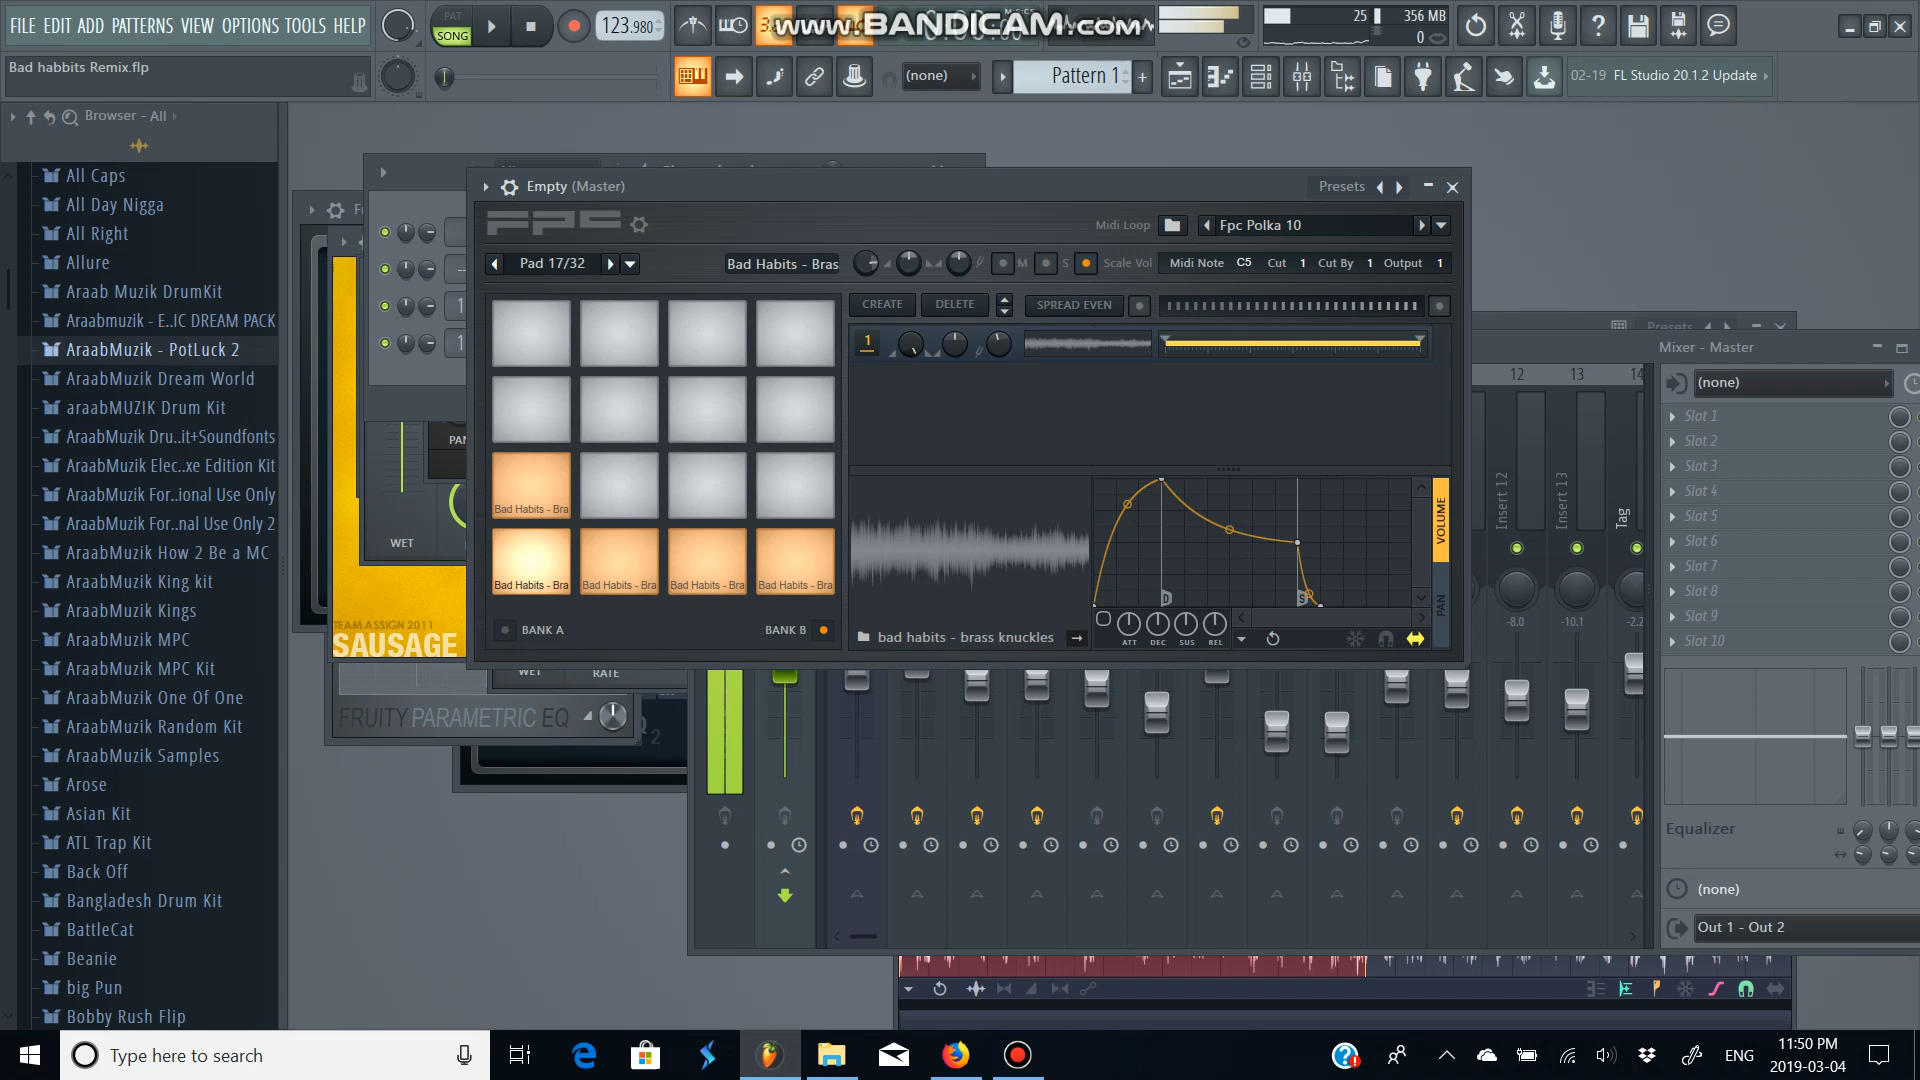 FILE EDIT ADD PATTERNS VIEW OPTIONS TOOLS HELP
PAT
SONG
123.980
www.BANDICAM.com
25
356 MB
0
Bad habbits Remix.flp
(none)
Pattern 1
02-19 FL Studio 20.1.2 Update
Browser - All
All Caps
All Day Nigga
All Right
Allure
Araab Muzik DrumKit
Araabmuzik - E..IC DREAM PACK
AraabMuzik - PotLuck 2
AraabMuzik Dream World
araabMUZIK Drum Kit
AraabMuzik Dru..it+Soundfonts
AraabMuzik Elec..xe Edition Kit
AraabMuzik For..ional Use Only
AraabMuzik For..nal Use Only 2
AraabMuzik How 2 Be a MC
AraabMuzik King kit
AraabMuzik Kings
AraabMuzik MPC
AraabMuzik MPC Kit
AraabMuzik One Of One
AraabMuzik Random Kit
AraabMuzik Samples
Arose
Asian Kit
ATL Trap Kit
Back Off
Bangladesh Drum Kit
BattleCat
Beanie
big Pun
Bobby Rush Flip
Empty (Master)
Presets
FPC
Midi Loop
Fpc Polka 10
Pad 17/32
Bad Habits - Bras
M
S
Scale Vol
Midi Note C5 Cut 1 Cut By 1 Output 1
CREATE
DELETE
SPREAD EVEN
1
Bad Habits - Bra
Bad Habits - Bra
Bad Habits - Bra
Bad Habits - Bra
Bad Habits - Bra
BANK A
BANK B
bad habits - brass knuckles
D
S
ATT DEC SUS REL
VOLUME
PAN
PAN
WET
TEAM ASSIGN 2011
SAUSAGE
WET
RATE
FRUITY PARAMETRIC EQ
2
Presets
Mixer - Master
12
13
14
Insert 12
Insert 13
Tag
-8.0
-10.1
-2.2
(none)
Slot 1
Slot 2
Slot 3
Slot 4
Slot 5
Slot 6
Slot 7
Slot 8
Slot 9
Slot 10
Equalizer
(none)
Out 1 - Out 2
Type here to search
ENG
11:50 PM
2019-03-04